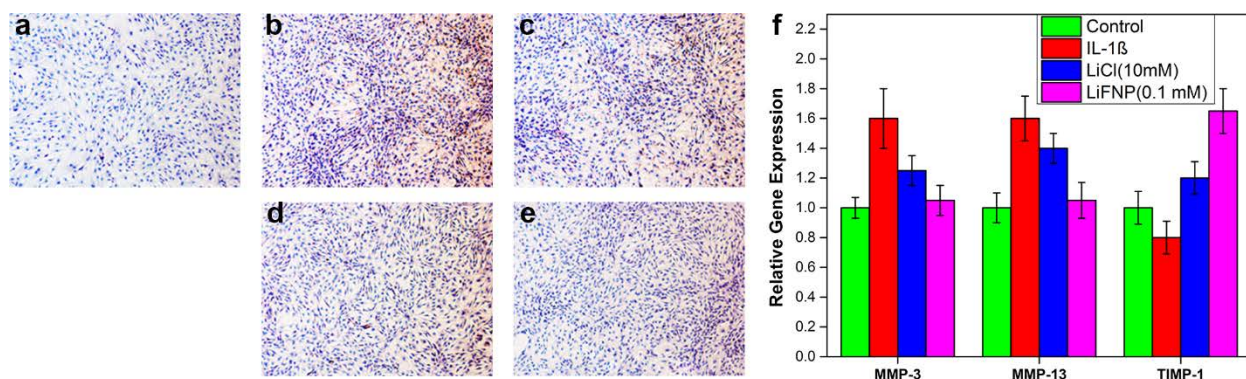 a
b
c
d
e
f
Relative Gene Expression
2.2
2.0
1.8
1.6
1.4
1.2
1.0
0.8
0.6
0.4
0.2
0.0
Control
IL-1ß
LiCl(10mM)
LiFNP(0.1 mM)
MMP-3 MMP-13 TIMP-1